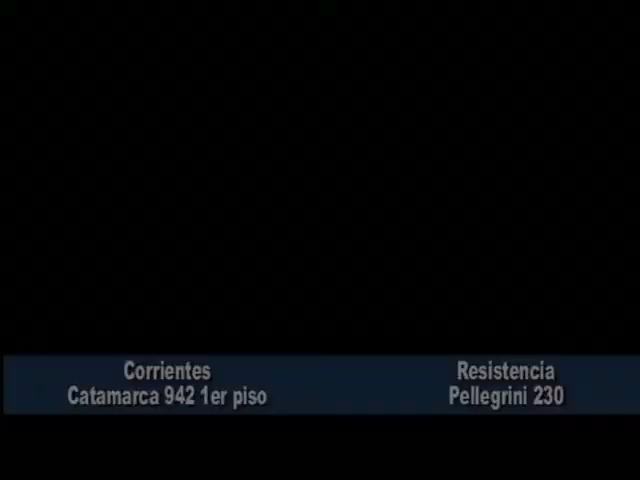 Corrientes
Catamarca 942 1er piso
Resistencia
Pellegrini 230